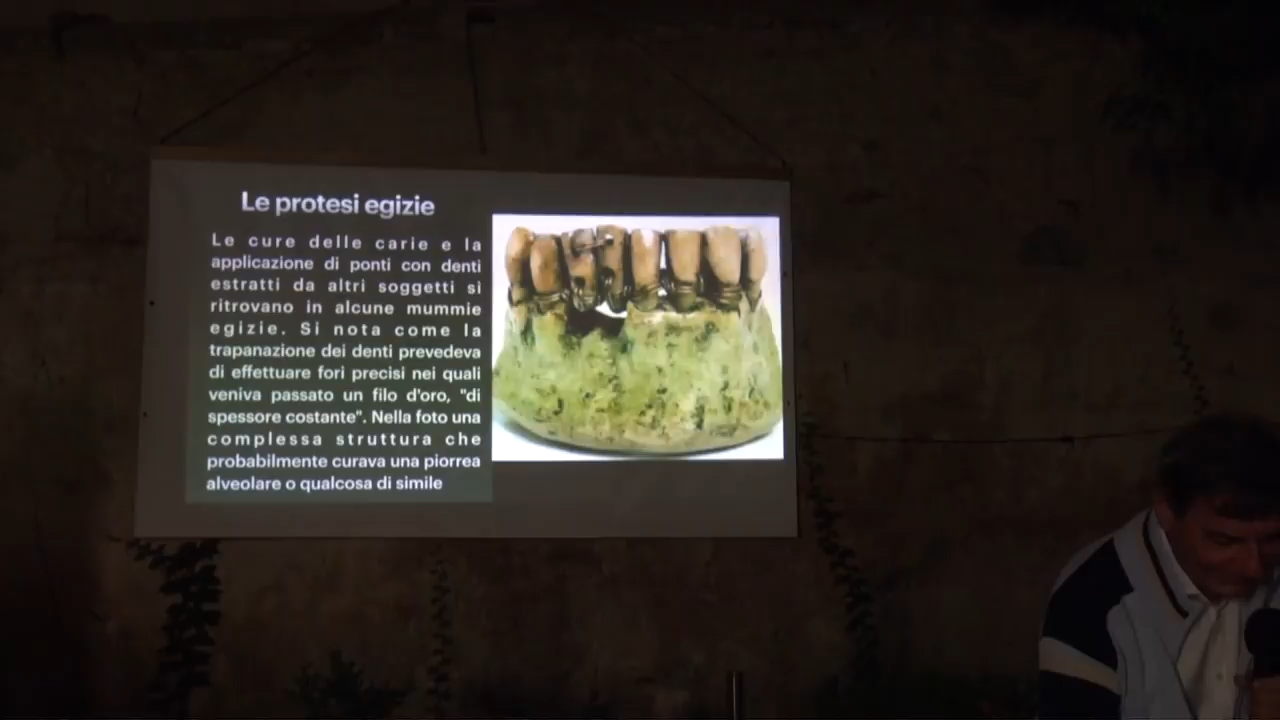 Le protesi egizie
Le cure delle carie e la
applicazione di ponti con denti
estratti da altri soggetti si
ritrovano in alcune mummie
egizie. Si nota come la
trapanazione dei denti prevedeva
di effettuare fori precisi nei quali
veniva passato un filo d'oro, "di
spessore costante". Nella foto una
complessa struttura che
probabilmente curava una piorrea
alveolare o qualcosa di simile